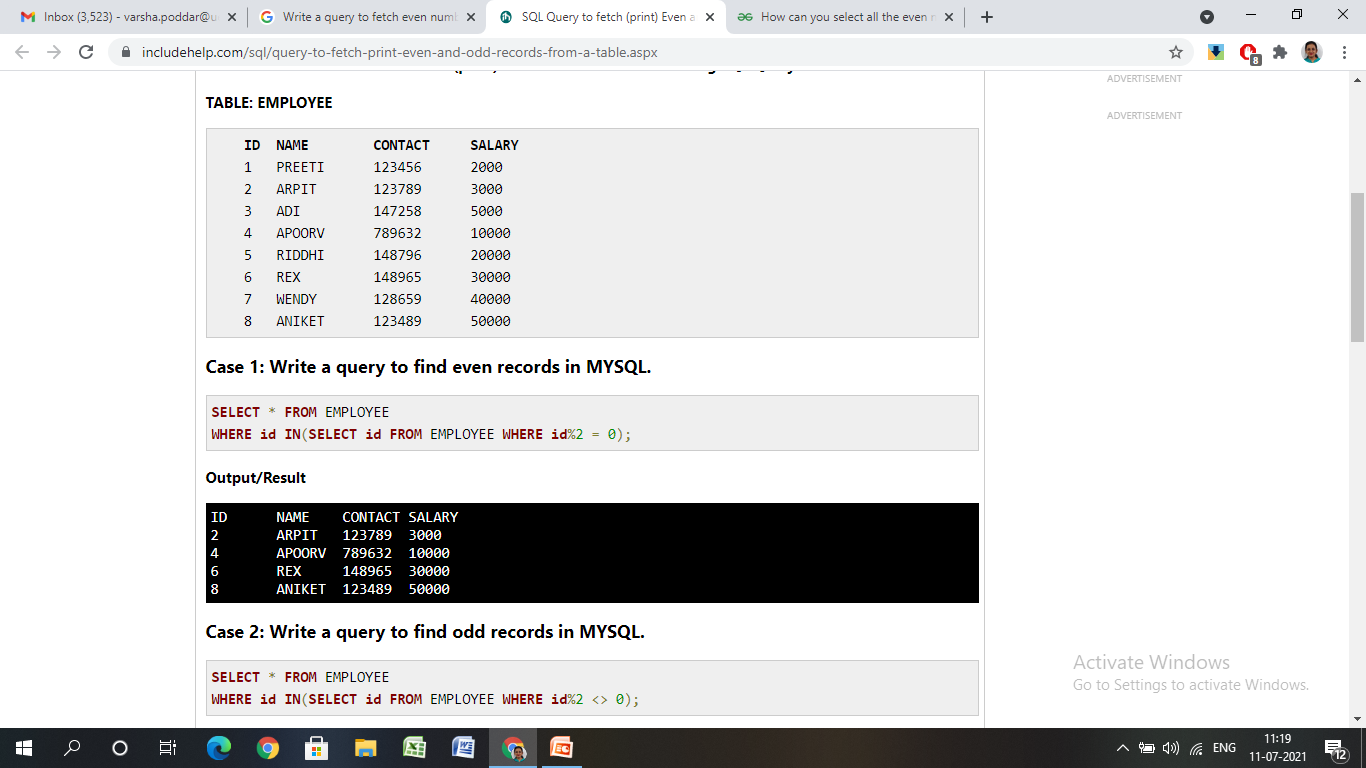 Inbox (3,523) - varsha.poddar@u
Write a query to fetch even numb
SQL Query to fetch (print) Even a
How can you select all the even n
includehelp.com/sql/query-to-fetch-print-even-and-odd-records-from-a-table.aspx
8
ADVERTISEMENT
ADVERTISEMENT
TABLE: EMPLOYEE
ID NAME CONTACT SALARY
1 PREETI 123456 2000
2 ARPIT 123789 3000
3 ADI 147258 5000
4 APOORV 789632 10000
5 RIDDHI 148796 20000
6 REX 148965 30000
7 WENDY 128659 40000
8 ANIKET 123489 50000
Case 1: Write a query to find even records in MYSQL.
SELECT * FROM EMPLOYEE
WHERE id IN(SELECT id FROM EMPLOYEE WHERE id%2 = 0);
Output/Result
ID NAME CONTACT SALARY
2 ARPIT 123789 3000
4 APOORV 789632 10000
6 REX 148965 30000
8 ANIKET 123489 50000
Case 2: Write a query to find odd records in MYSQL.
SELECT * FROM EMPLOYEE
WHERE id IN(SELECT id FROM EMPLOYEE WHERE id%2 <> 0);
Activate Windows
Go to Settings to activate Windows.
ENG
11:19
11-07-2021
12